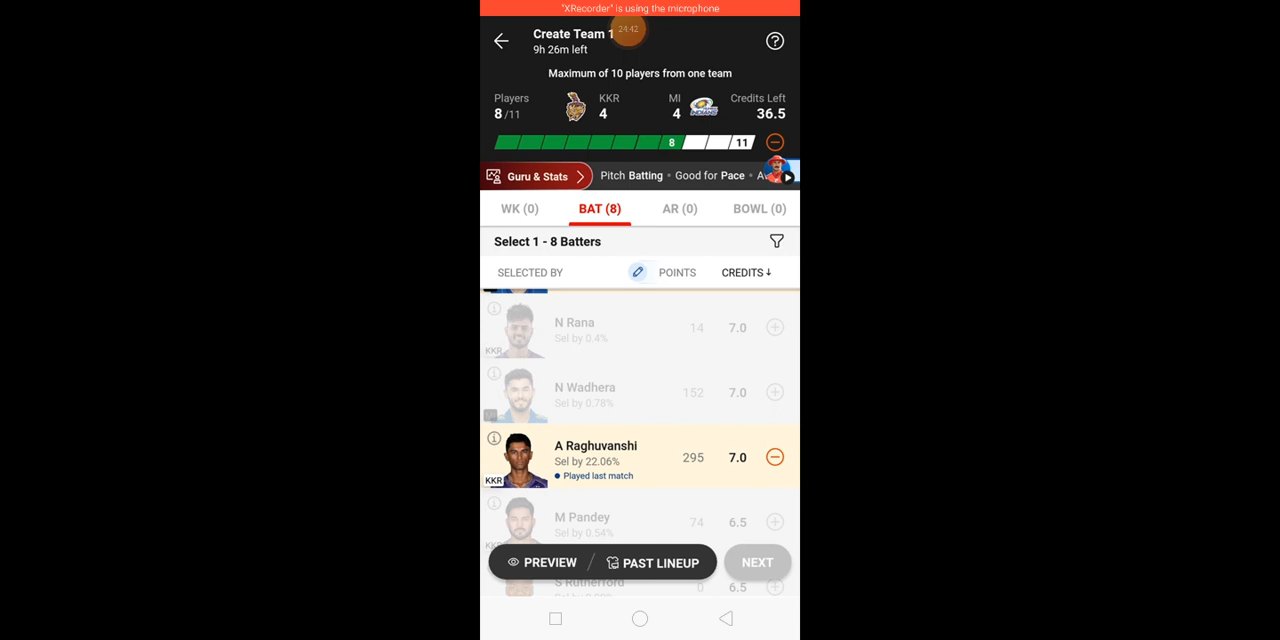 "XRecorder" is using the microphone
24:42
Create Team 1
9h 26m left
Maximum of 10 players from one team
Players KKR MI Credits Left
8/11 4 4 36.5
8 11
Guru & Stats Pitch Batting • Good for Pace • A
WK (0) BAT (8) AR (0) BOWL (0)
Select 1 - 8 Batters
SELECTED BY POINTS CREDITS ↓
N Rana 14 7.0
Sel by 0.4%
KKR
N Wadhera 152 7.0
Sel by 0.78%
A Raghuvanshi 295 7.0
Sel by 22.06%
• Played last match
KKR
M Pandey 74 6.5
Sel by 0.54%
KKR
PREVIEW / PAST LINEUP NEXT
S Rutherford 0 6.5